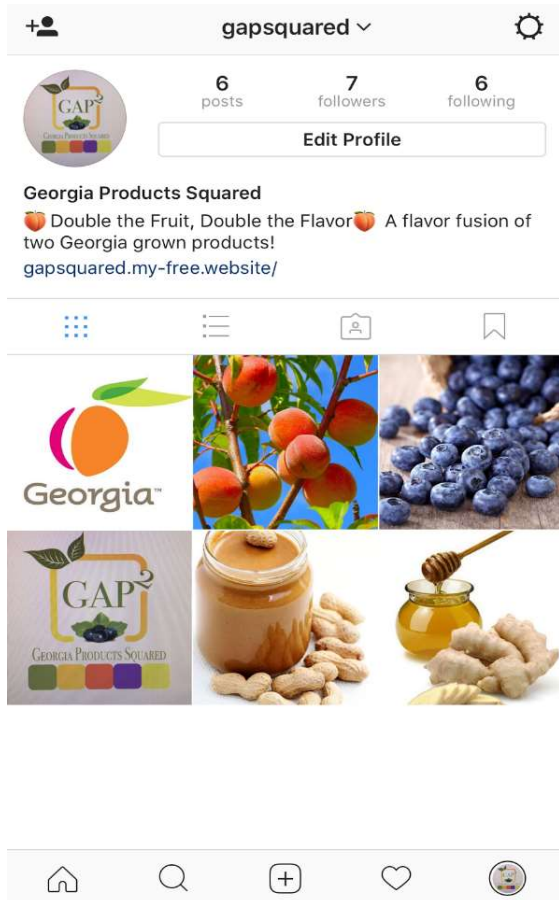 gapsquared
GAP2
GEORGIA PRODUCTS SQUARED
6 7 6
posts followers following
Edit Profile
Georgia Products Squared
🍑 Double the Fruit, Double the Flavor🍑 A flavor fusion of
two Georgia grown products!
gapsquared.my-free.website/
Georgia™
GAP2
GEORGIA PRODUCTS SQUARED
GAP